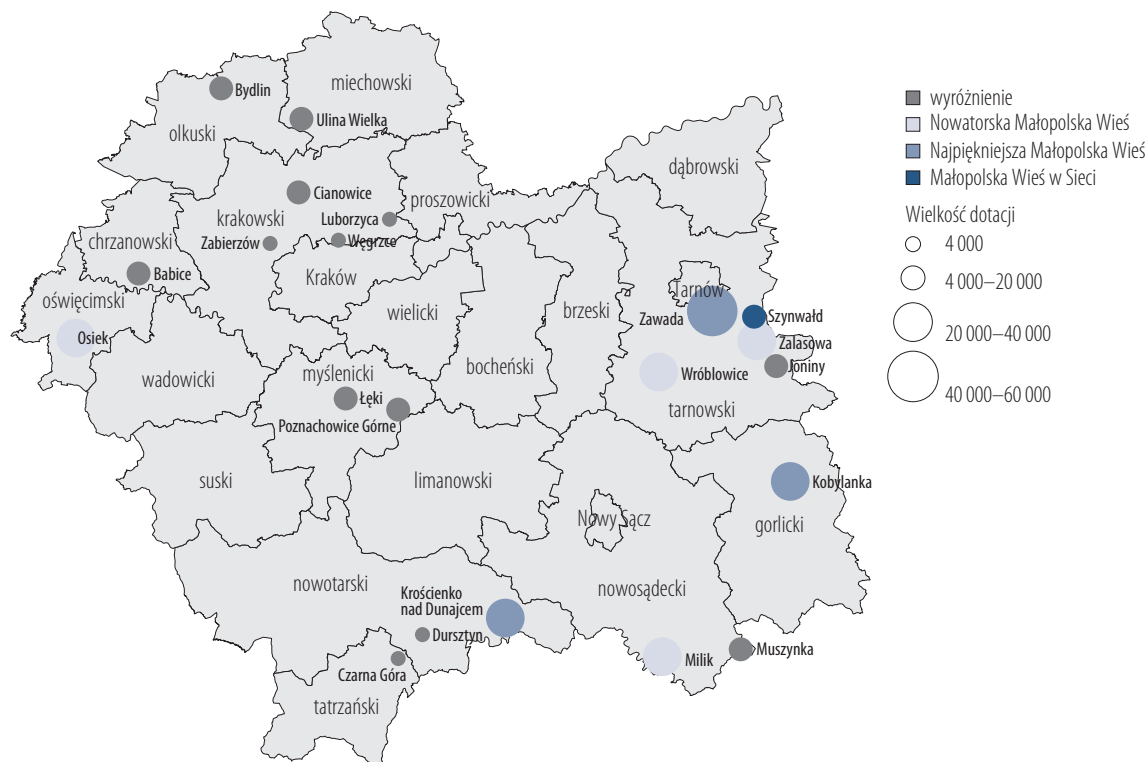 miechowski
Bydlin
Ulina Wielka
olkuski
dąbrowski
Cianowice
proszowicki
krakowski
Luborzyca
Zabierzów
Węgrzce
chrzanowski
Babice
Kraków
oświęcimski
Osiek
wielicki
brzeski
Tarnów
Zawada
Szynwałd
Zalasowa
Joniny
Wróblowice
tarnowski
bocheński
wadowicki
myślenicki
Łęki
Poznachowice Górne
suski
limanowski
Kobylanka
gorlicki
Nowy Sącz
nowotarski
nowosądecki
Krościenko
nad Dunajcem
Dursztyn
Czarna Góra
Milik
Muszynka
tatrzański
wyróżnienie
Nowatorska Małopolska Wieś
Najpiękniejsza Małopolska Wieś
Małopolska Wieś w Sieci
Wielkość dotacji
4 000
4 000–20 000
20 000–40 000
40 000–60 000